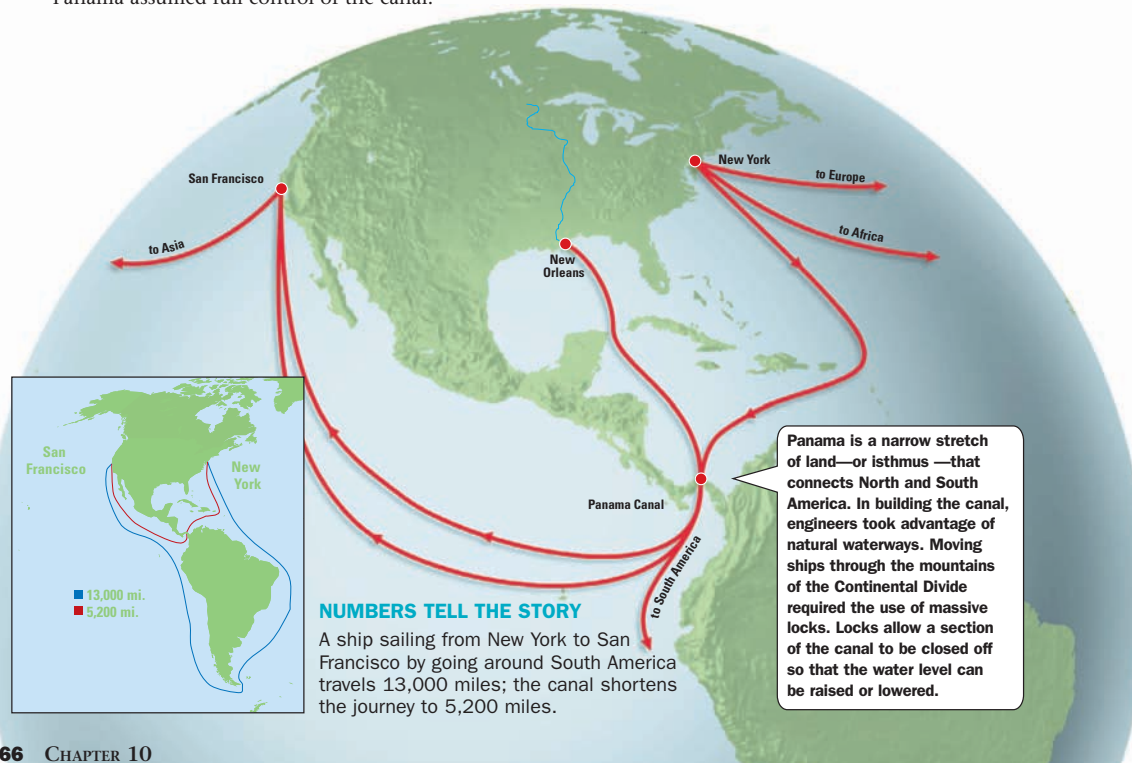 Panama assumed full control of the canal.
San Francisco
New York
to Europe
to Africa
to Asia
New
Orleans
San
Francisco
New
York
13,000 mi.
5,200 mi.
Panama Canal
to South America
Panama is a narrow stretch
of land—or isthmus —that
connects North and South
America. In building the canal,
engineers took advantage of
natural waterways. Moving
ships through the mountains
of the Continental Divide
required the use of massive
locks. Locks allow a section
of the canal to be closed off
so that the water level can
be raised or lowered.
NUMBERS TELL THE STORY
A ship sailing from New York to San
Francisco by going around South America
travels 13,000 miles; the canal shortens
the journey to 5,200 miles.
66 CHAPTER 10